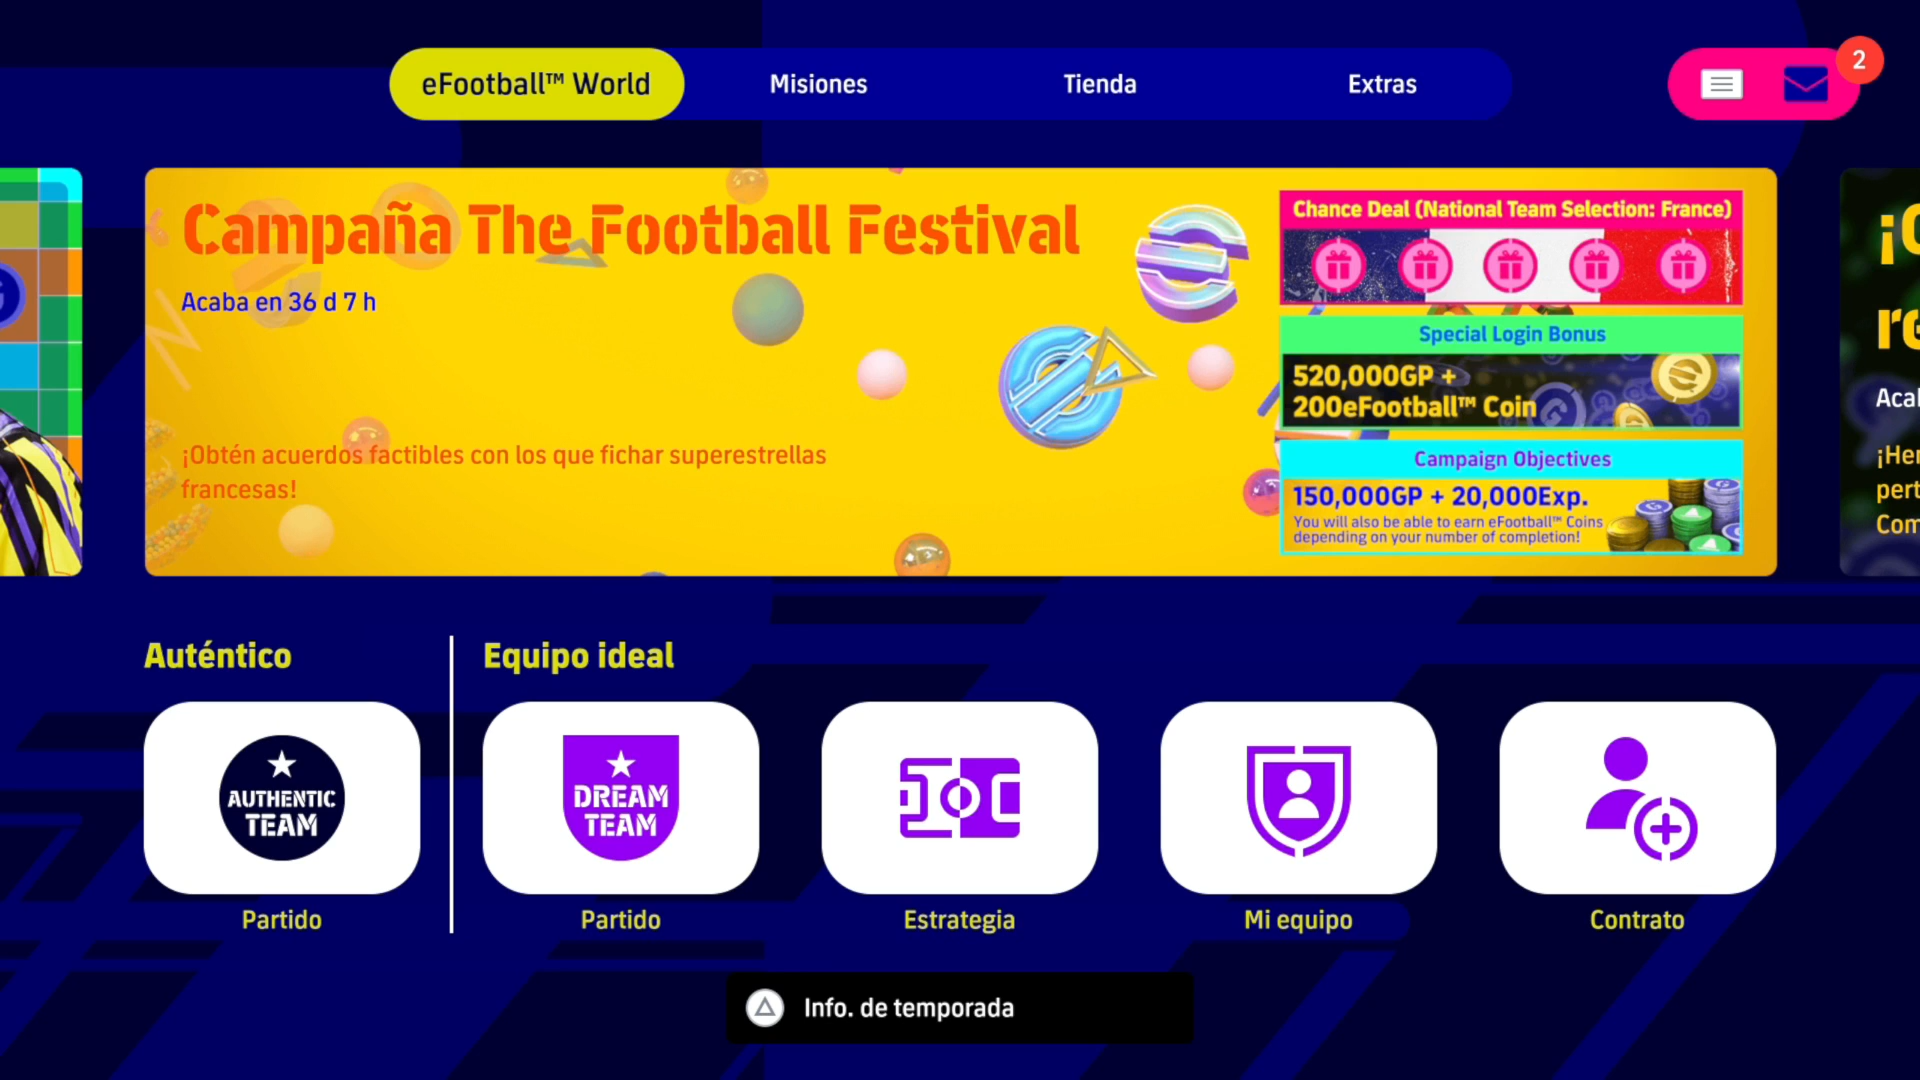 eFootball™ World
Misiones
Tienda
Extras
2
Campaña The Football Festival
Acaba en 36 d 7 h
¡Obtén acuerdos factibles con los que fichar superestrellas
francesas!
Chance Deal (National Team Selection: France)
Special Login Bonus
520,000GP +
200eFootball™ Coin
Campaign Objectives
150,000GP + 20,000Exp.
You will also be able to earn eFootball™ Coins
depending on your number of completion!
Auténtico
Equipo ideal
AUTHENTIC
TEAM
DREAM
TEAM
Partido
Partido
Estrategia
Mi equipo
Contrato
Info. de temporada